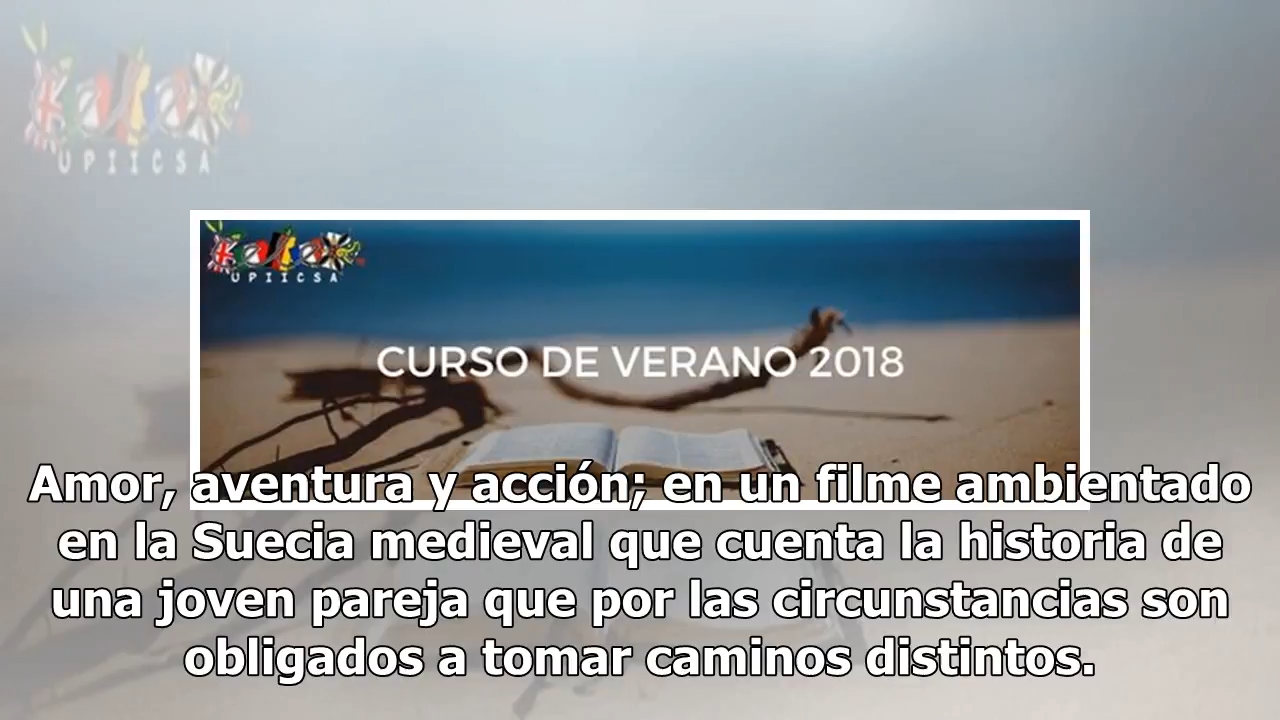 UPIICSA
UPIICSA
CURSO DE VERANO 2018
Amor, aventura y acción; en un filme ambientado
en la Suecia medieval que cuenta la historia de
una joven pareja que por las circunstancias son
obligados a tomar caminos distintos.